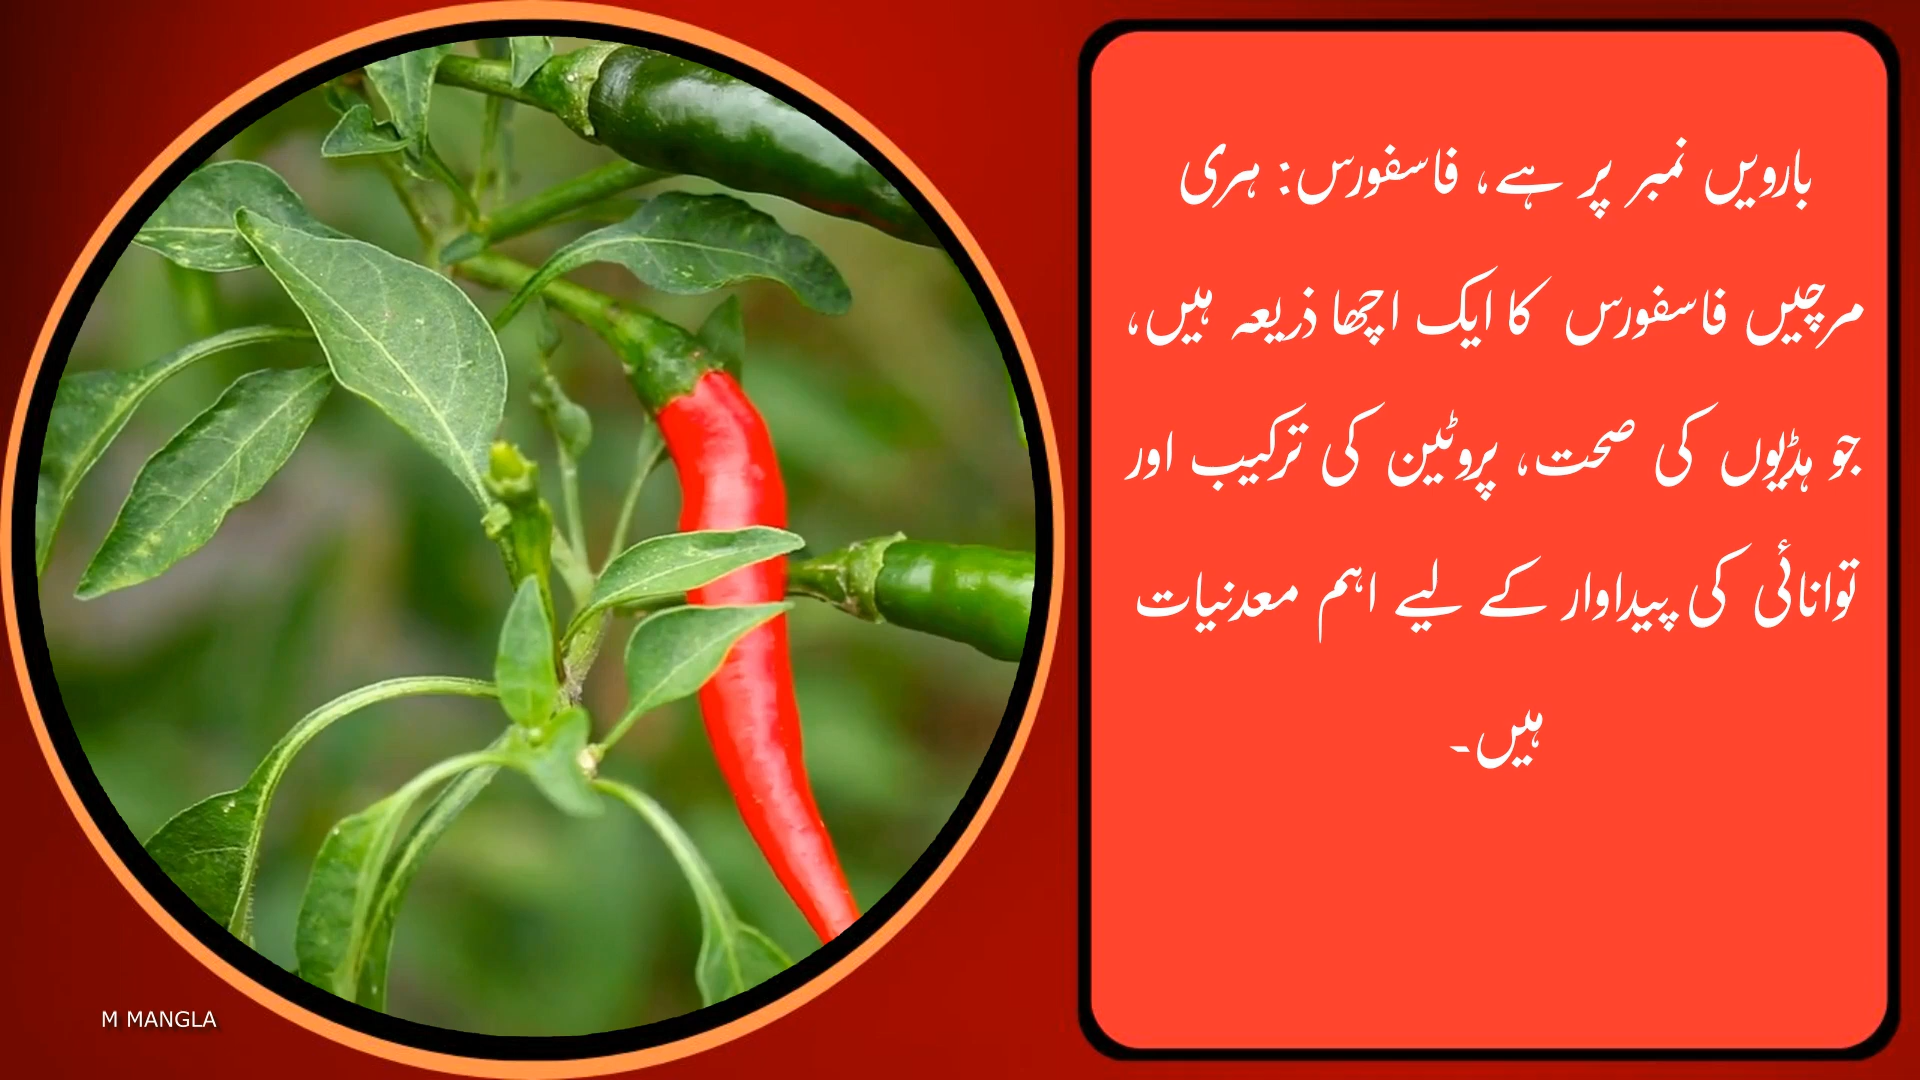 بارویں نمبر پر ہے، فاسفورس: ہری
مرچیں فاسفورس کا ایک اچھا ذریعہ ہیں،
جو ہڈیوں کی صحت، پروٹین کی ترکیب اور
توانائی کی پیداوار کے لیے اہم معدنیات
ہیں۔
M MANGLA